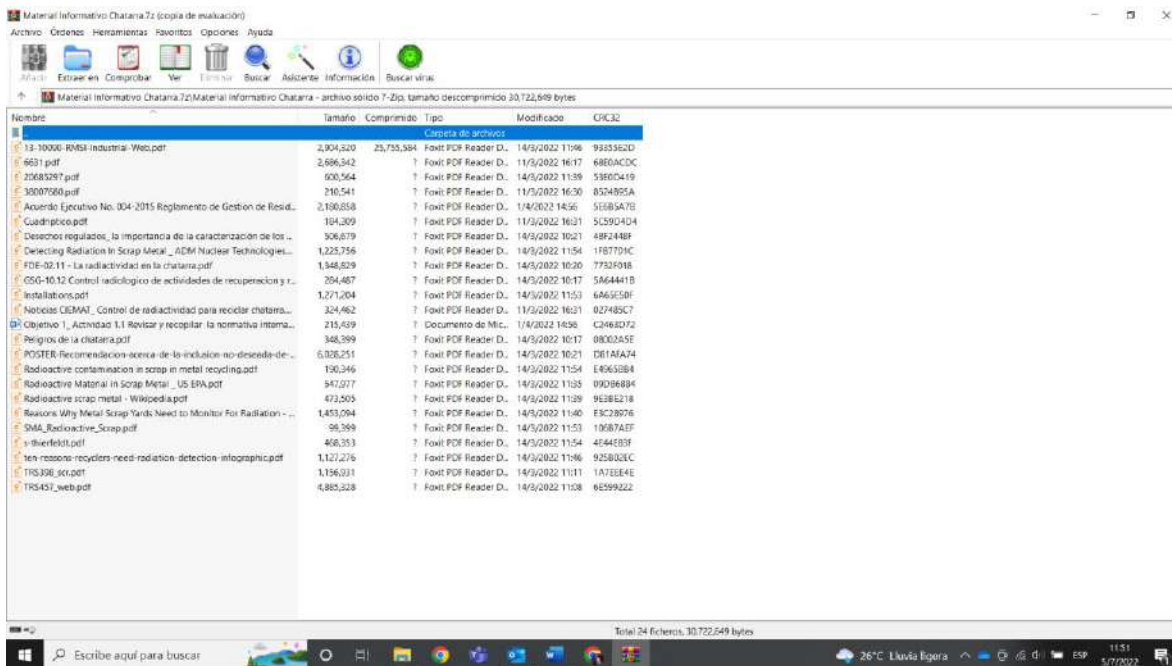 Material Informativo Chatarra.7z (copia de evaluación)
Archivo Órdenes Herramientas Favoritos Opciones Ayuda
Añadir Extraer en Comprobar Ver Eliminar Buscar Asistente Información Buscar virus
Material Informativo Chatarra.7z\Material Informativo Chatarra - archivo sólido 7-Zip, tamaño descomprimido 30,722,649 bytes
Nombre Tamaño Comprimido Tipo Modificado CRC32
.. Carpeta de archivos
13-10000-RMSI-Industrial-Web.pdf 2,904,320 25,755,584 Foxit PDF Reader D... 14/3/2022 11:46 93355E2D
6631.pdf 2,686,342 ? Foxit PDF Reader D... 11/3/2022 16:17 68E0ACDC
20685297.pdf 600,564 ? Foxit PDF Reader D... 14/3/2022 11:39 53E0D419
38007680.pdf 210,541 ? Foxit PDF Reader D... 11/3/2022 16:30 8524B95A
Acuerdo Ejecutivo No. 004-2015 Reglamento de Gestion de Resid... 2,180,858 ? Foxit PDF Reader D... 1/4/2022 14:56 5E6B5A7B
Cuadriptico.pdf 184,309 ? Foxit PDF Reader D... 11/3/2022 16:31 5C59D4D4
Desechos regulados_ la importancia de la caracterización de los ... 506,679 ? Foxit PDF Reader D... 14/3/2022 10:21 48F2448F
Detecting Radiation In Scrap Metal _ ADM Nuclear Technologies... 1,225,756 ? Foxit PDF Reader D... 14/3/2022 11:54 1FB77D1C
FDE-02.11 - La radiactividad en la chatarra.pdf 1,348,829 ? Foxit PDF Reader D... 14/3/2022 10:20 7732F018
GSG-10.12 Control radiologico de actividades de recuperacion y r... 284,487 ? Foxit PDF Reader D... 14/3/2022 10:17 5A64441B
Installations.pdf 1,271,204 ? Foxit PDF Reader D... 14/3/2022 11:53 6A65E50F
Noticias CIEMAT_ Control de radiactividad para reciclar chatarra... 324,462 ? Foxit PDF Reader D... 11/3/2022 16:31 027485C7
Objetivo 1_ Actividad 1.1 Revisar y recopilar la normativa interna... 215,439 ? Documento de Mic... 1/4/2022 14:56 C2463D72
Peligros de la chatarra.pdf 348,399 ? Foxit PDF Reader D... 14/3/2022 10:17 08002A5E
POSTER-Recomendacion-acerca-de-la-inclusion-no-deseada-de-... 6,028,251 ? Foxit PDF Reader D... 14/3/2022 10:21 DB1AFA74
Radioactive contamination in scrap in metal recycling.pdf 190,346 ? Foxit PDF Reader D... 14/3/2022 11:54 E4965BB4
Radioactive Material in Scrap Metal _ US EPA.pdf 547,977 ? Foxit PDF Reader D... 14/3/2022 11:35 09DB6884
Radioactive scrap metal - Wikipedia.pdf 473,505 ? Foxit PDF Reader D... 14/3/2022 11:39 9E3BE218
Reasons Why Metal Scrap Yards Need to Monitor For Radiation - ... 1,453,094 ? Foxit PDF Reader D... 14/3/2022 11:40 E3C28976
SMA_Radioactive_Scrap.pdf 99,399 ? Foxit PDF Reader D... 14/3/2022 11:53 106B7AEF
s-thierfeldt.pdf 468,353 ? Foxit PDF Reader D... 14/3/2022 11:54 4E44EB3F
ten-reasons-recyclers-need-radiation-detection-infographic.pdf 1,127,276 ? Foxit PDF Reader D... 14/3/2022 11:46 925B02EC
TRS398_scr.pdf 1,156,931 ? Foxit PDF Reader D... 14/3/2022 11:11 1A7EEE4E
TRS457_web.pdf 4,885,328 ? Foxit PDF Reader D... 14/3/2022 11:08 6E599222
Total 24 ficheros, 30,722,649 bytes
Escribe aquí para buscar
26°C Lluvia ligera ESP 11:51
5/7/2022